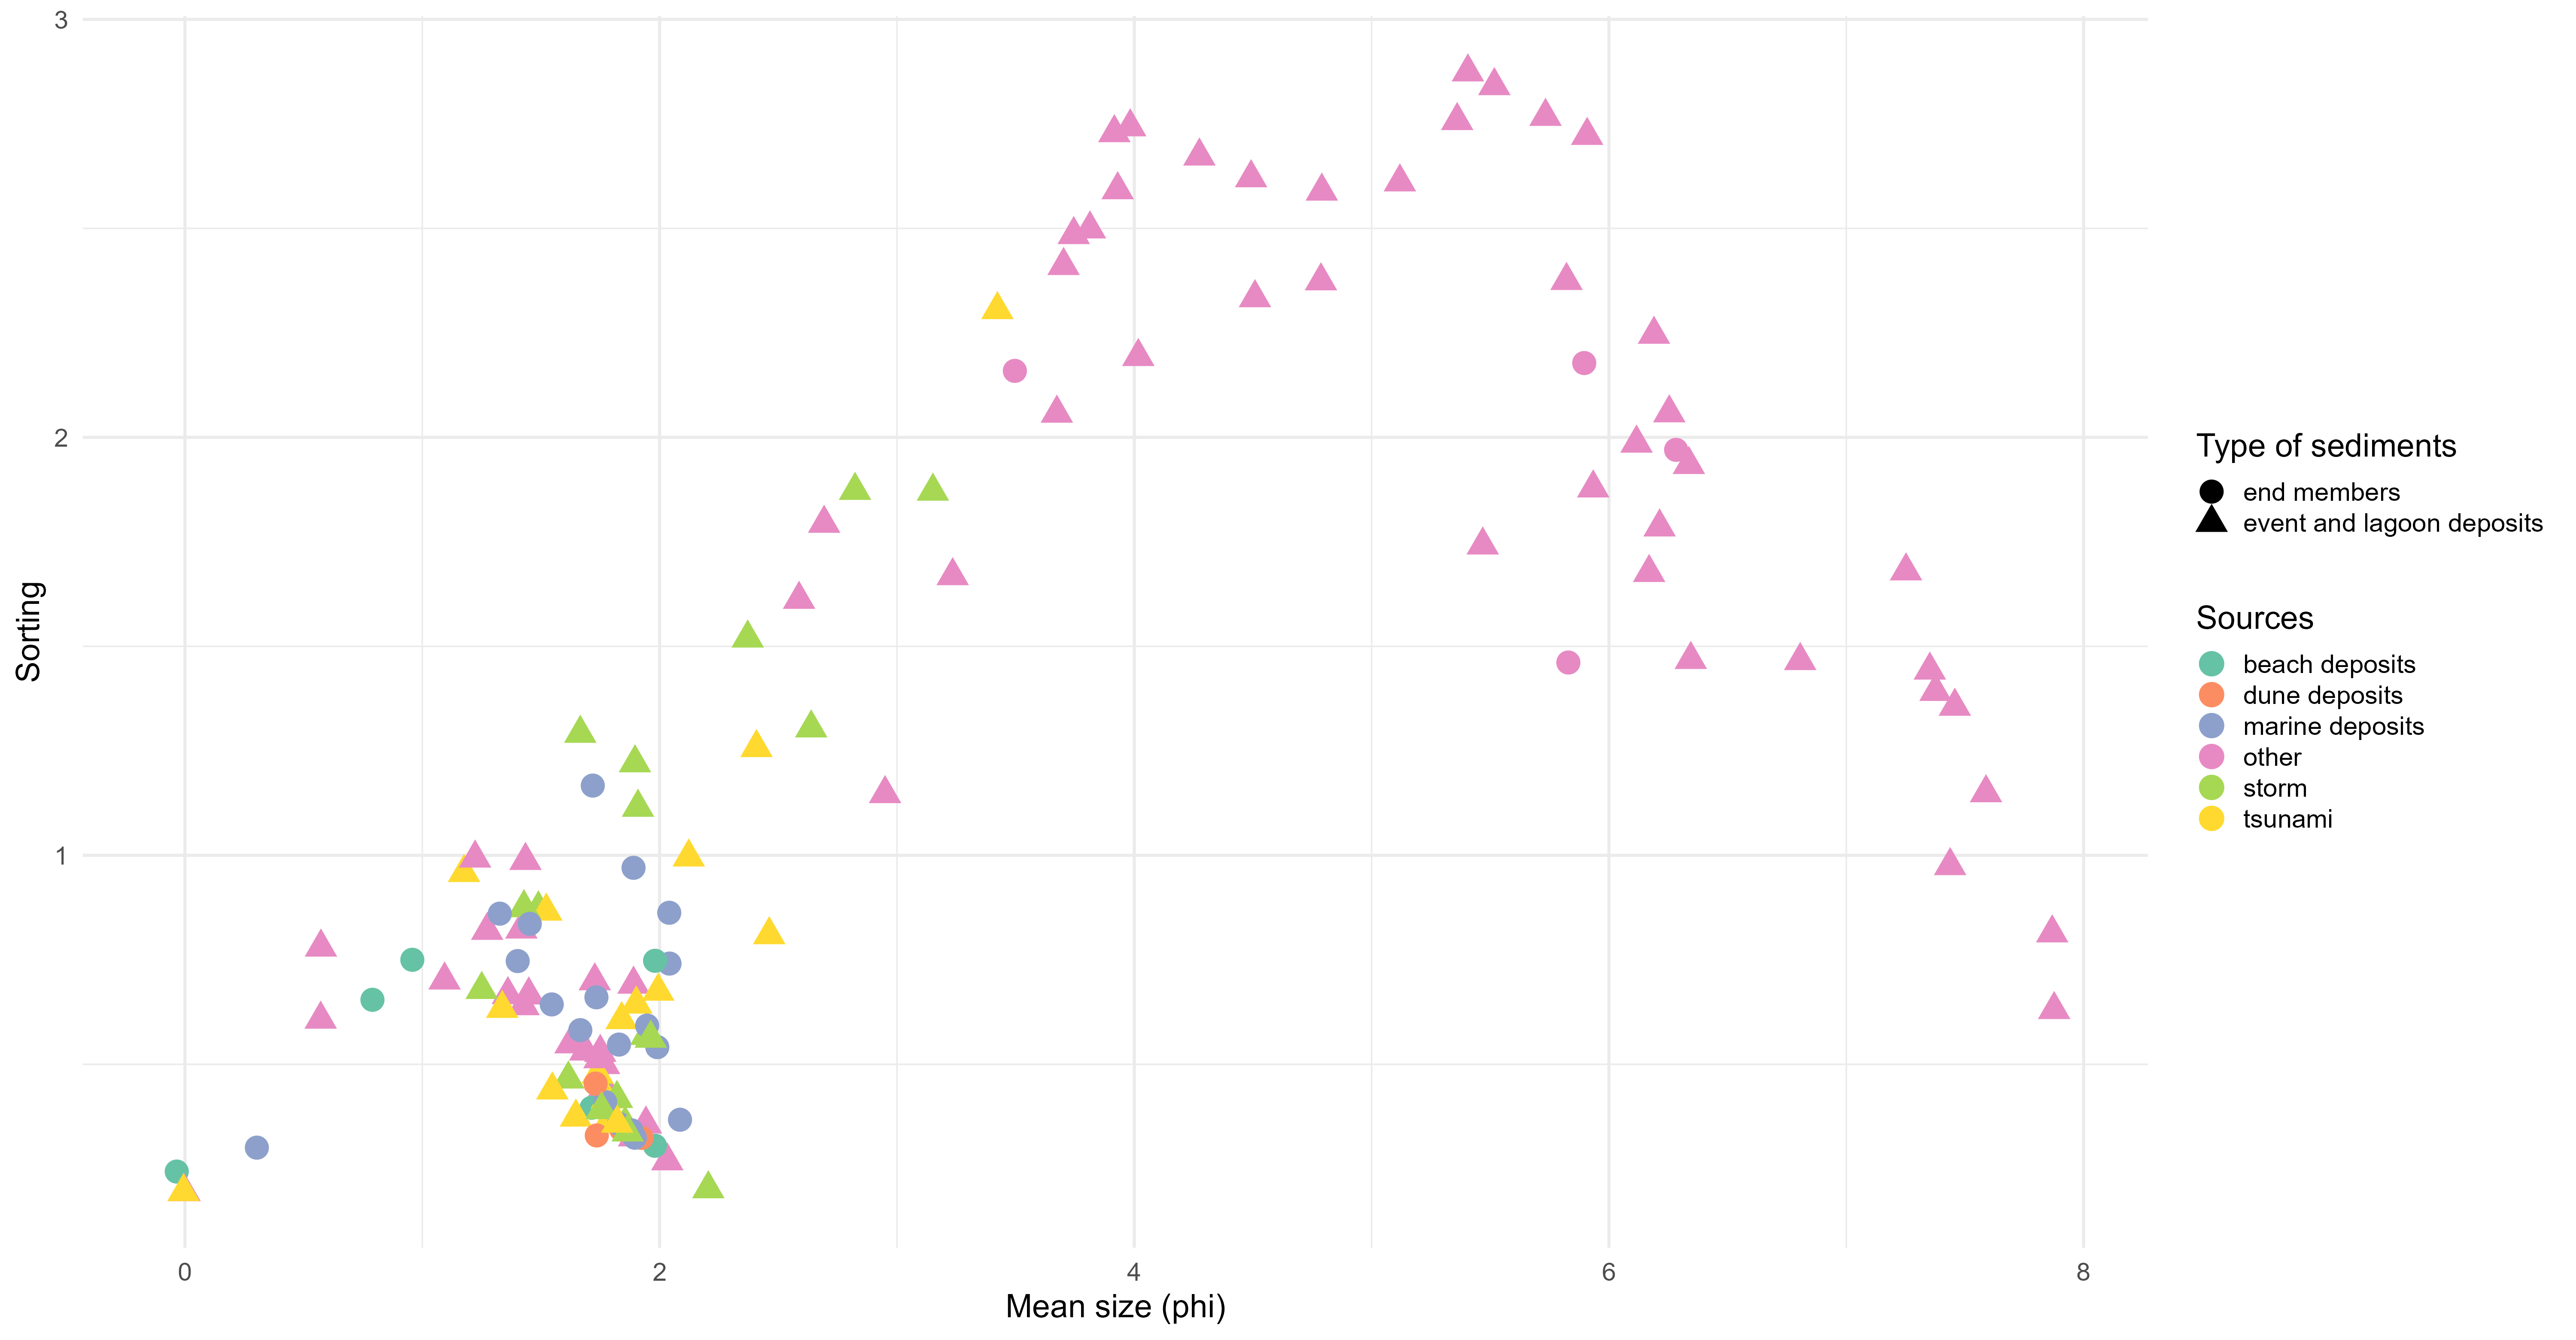 3
2
1
Sorting
0 2 4 6 8
Mean size (phi)
Type of sediments
end members
event and lagoon deposits
Sources
beach deposits
dune deposits
marine deposits
other
storm
tsunami